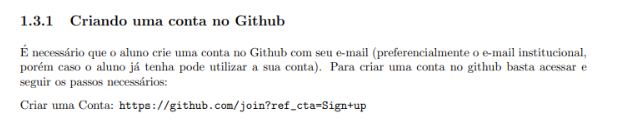 1.3.1 Criando uma conta no Github
É necessário que o aluno crie uma conta no Github com seu e-mail (preferencialmente o e-mail institucional,
porém caso o aluno já tenha pode utilizar a sua conta). Para criar uma conta no github basta acessar e
seguir os passos necessários:
Criar uma Conta: https://github.com/join?ref_cta=Sign+up